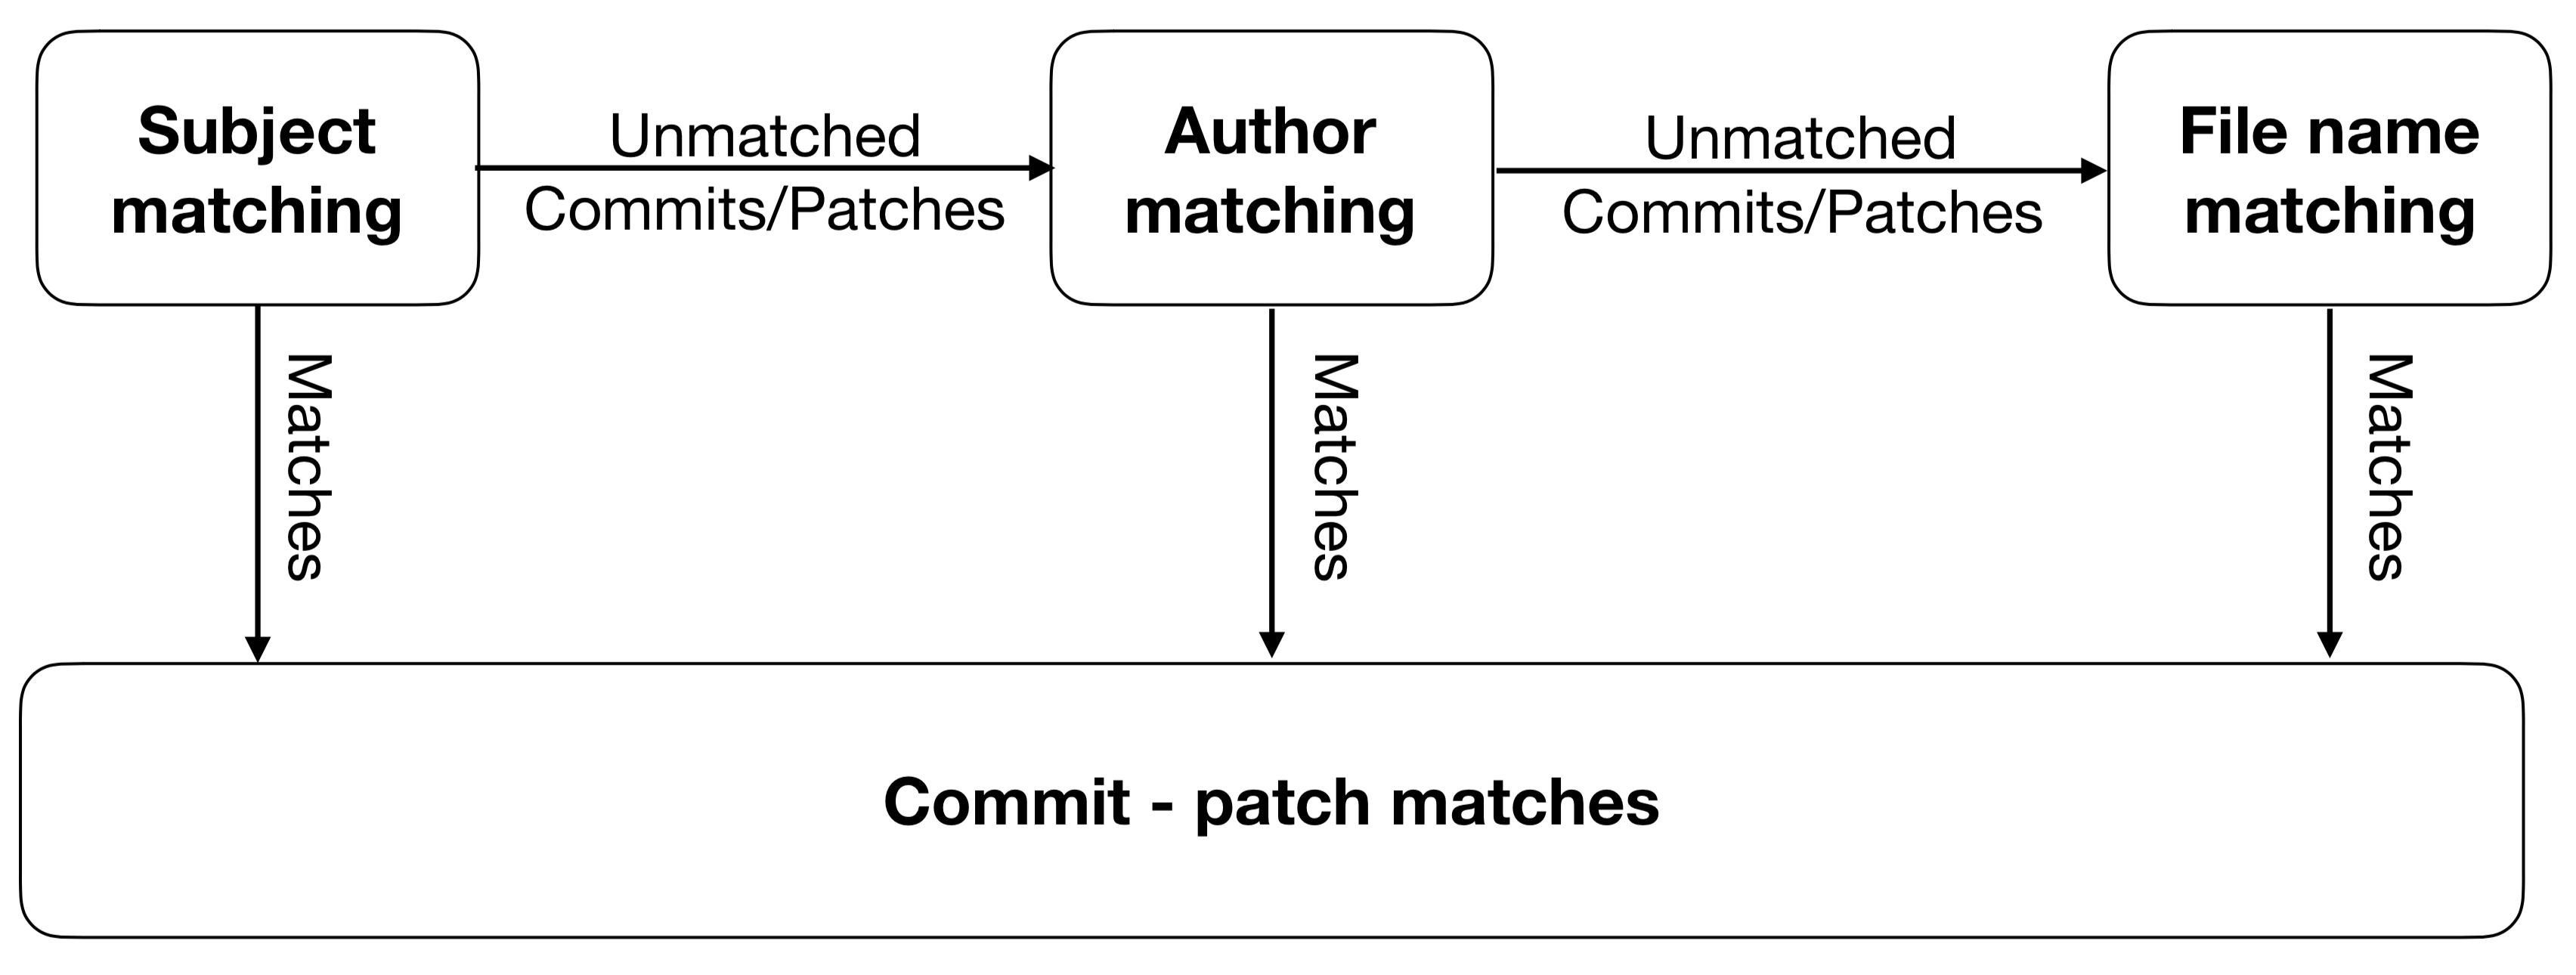 Subject
matching
Unmatched
Commits/Patches
Author
matching
Unmatched
Commits/Patches
File name
matching
Matches
Matches
Matches
Commit - patch matches